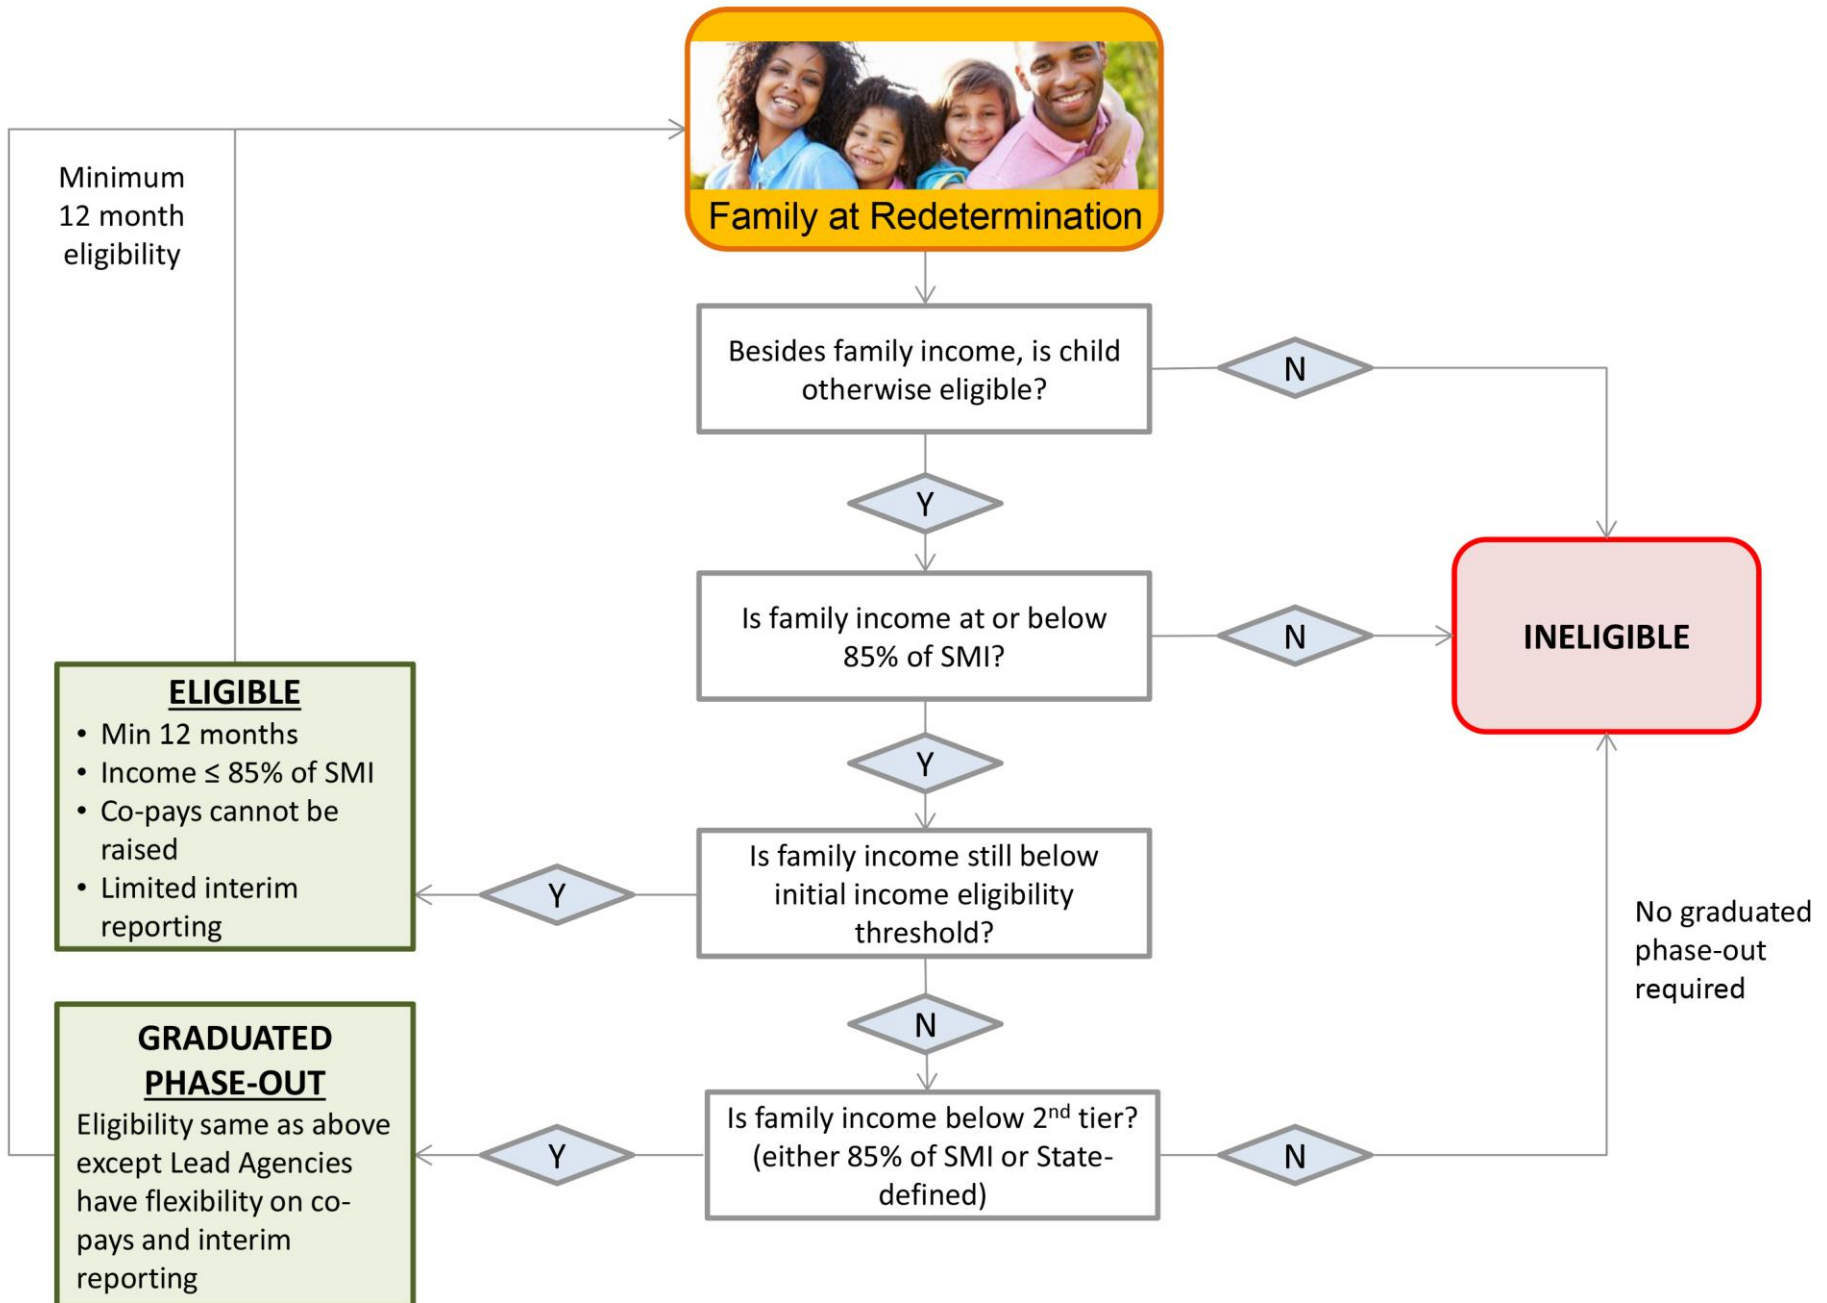 Minimum
12 month
eligibility
Family at Redetermination
Besides family income, is child
otherwise eligible?
N
Y
Is family income at or below
85% of SMI?
N
INELIGIBLE
Y
ELIGIBLE
• Min 12 months
• Income ≤ 85% of SMI
• Co-pays cannot be
raised
• Limited interim
reporting
Y
Is family income still below
initial income eligibility
threshold?
No graduated
phase-out
required
N
GRADUATED
PHASE-OUT
Eligibility same as above
except Lead Agencies
have flexibility on co-
pays and interim
reporting
Y
Is family income below 2nd tier?
(either 85% of SMI or State-
defined)
N